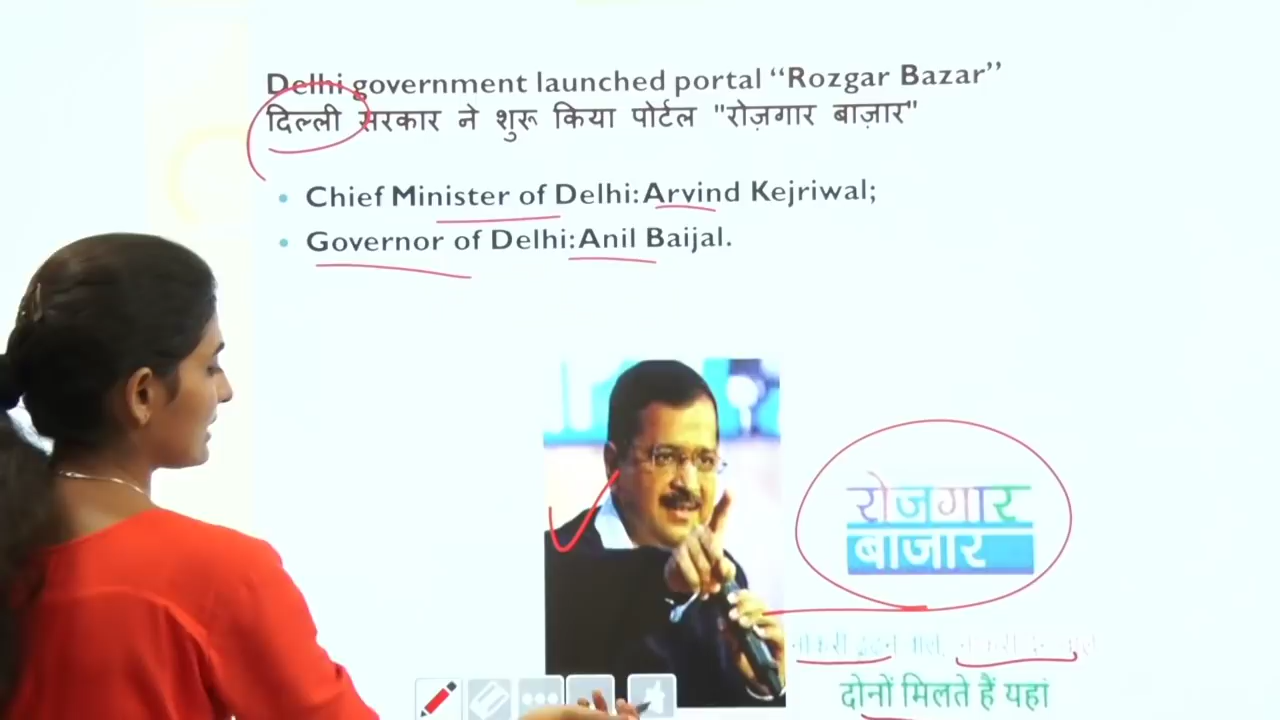 Delhi government launched portal “Rozgar Bazar”
दिल्ली सरकार ने शुरू किया पोर्टल "रोज़गार बाज़ार"
• Chief Minister of Delhi:Arvind Kejriwal;
• Governor of Delhi:Anil Baijal.
रोजगार
बाजार
दोनों मिलते हैं यहां